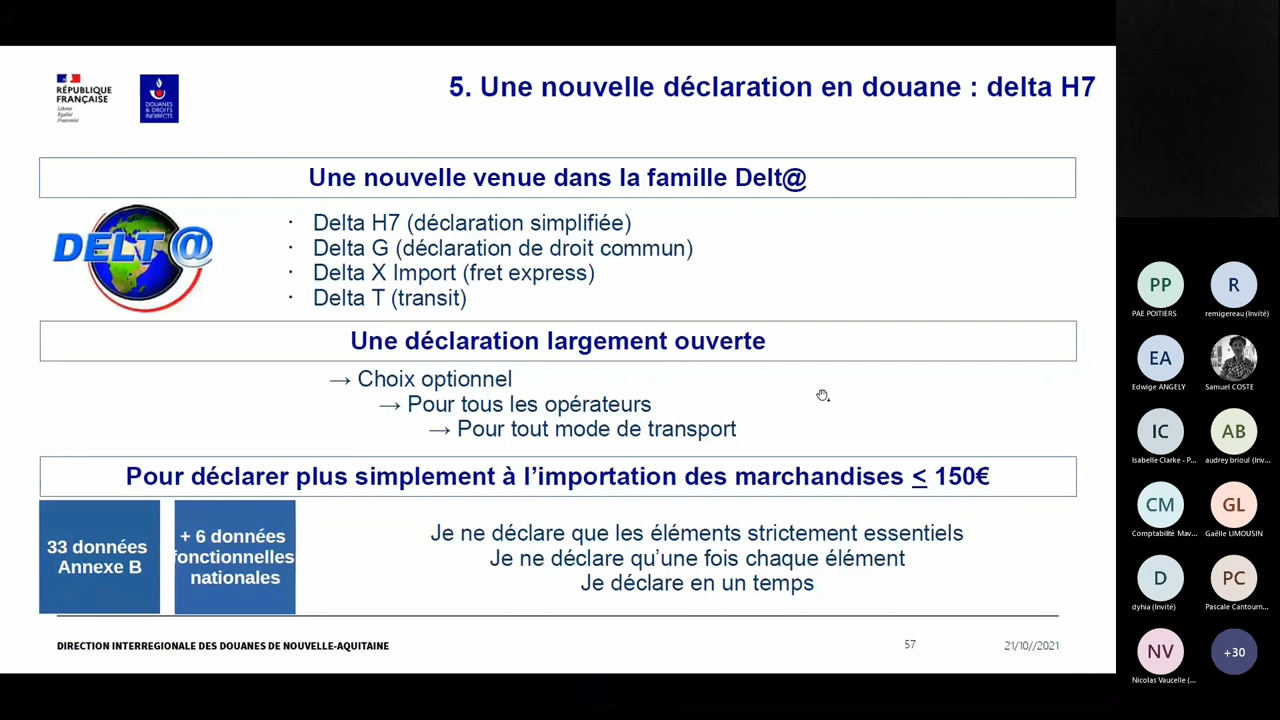 RÉPUBLIQUE
FRANÇAISE
Liberté
Égalité
Fraternité
DOUANES
& DROITS
INDIRECTS
5. Une nouvelle déclaration en douane : delta H7
Une nouvelle venue dans la famille Delt@
DELT@
· Delta H7 (déclaration simplifiée)
· Delta G (déclaration de droit commun)
· Delta X Import (fret express)
· Delta T (transit)
Une déclaration largement ouverte
→ Choix optionnel
→ Pour tous les opérateurs
→ Pour tout mode de transport
Pour déclarer plus simplement à l’importation des marchandises < 150€
33 données
Annexe B
+ 6 données
fonctionnelles
nationales
Je ne déclare que les éléments strictement essentiels
Je ne déclare qu’une fois chaque élément
Je déclare en un temps
DIRECTION INTERREGIONALE DES DOUANES DE NOUVELLE-AQUITAINE
57
21/10//2021
PP
R
PAE POITIERS
remigereau (Invité)
EA
Edwige ANGELY
Samuel COSTE
IC
AB
Isabelle Clarke - P...
audrey brioul (Inv...
CM
GL
Comptabilité Mav...
Gaëlle LIMOUSIN
D
PC
dyhia (Invité)
Pascale Cantourn...
NV
+30
Nicolas Vaucelle (...